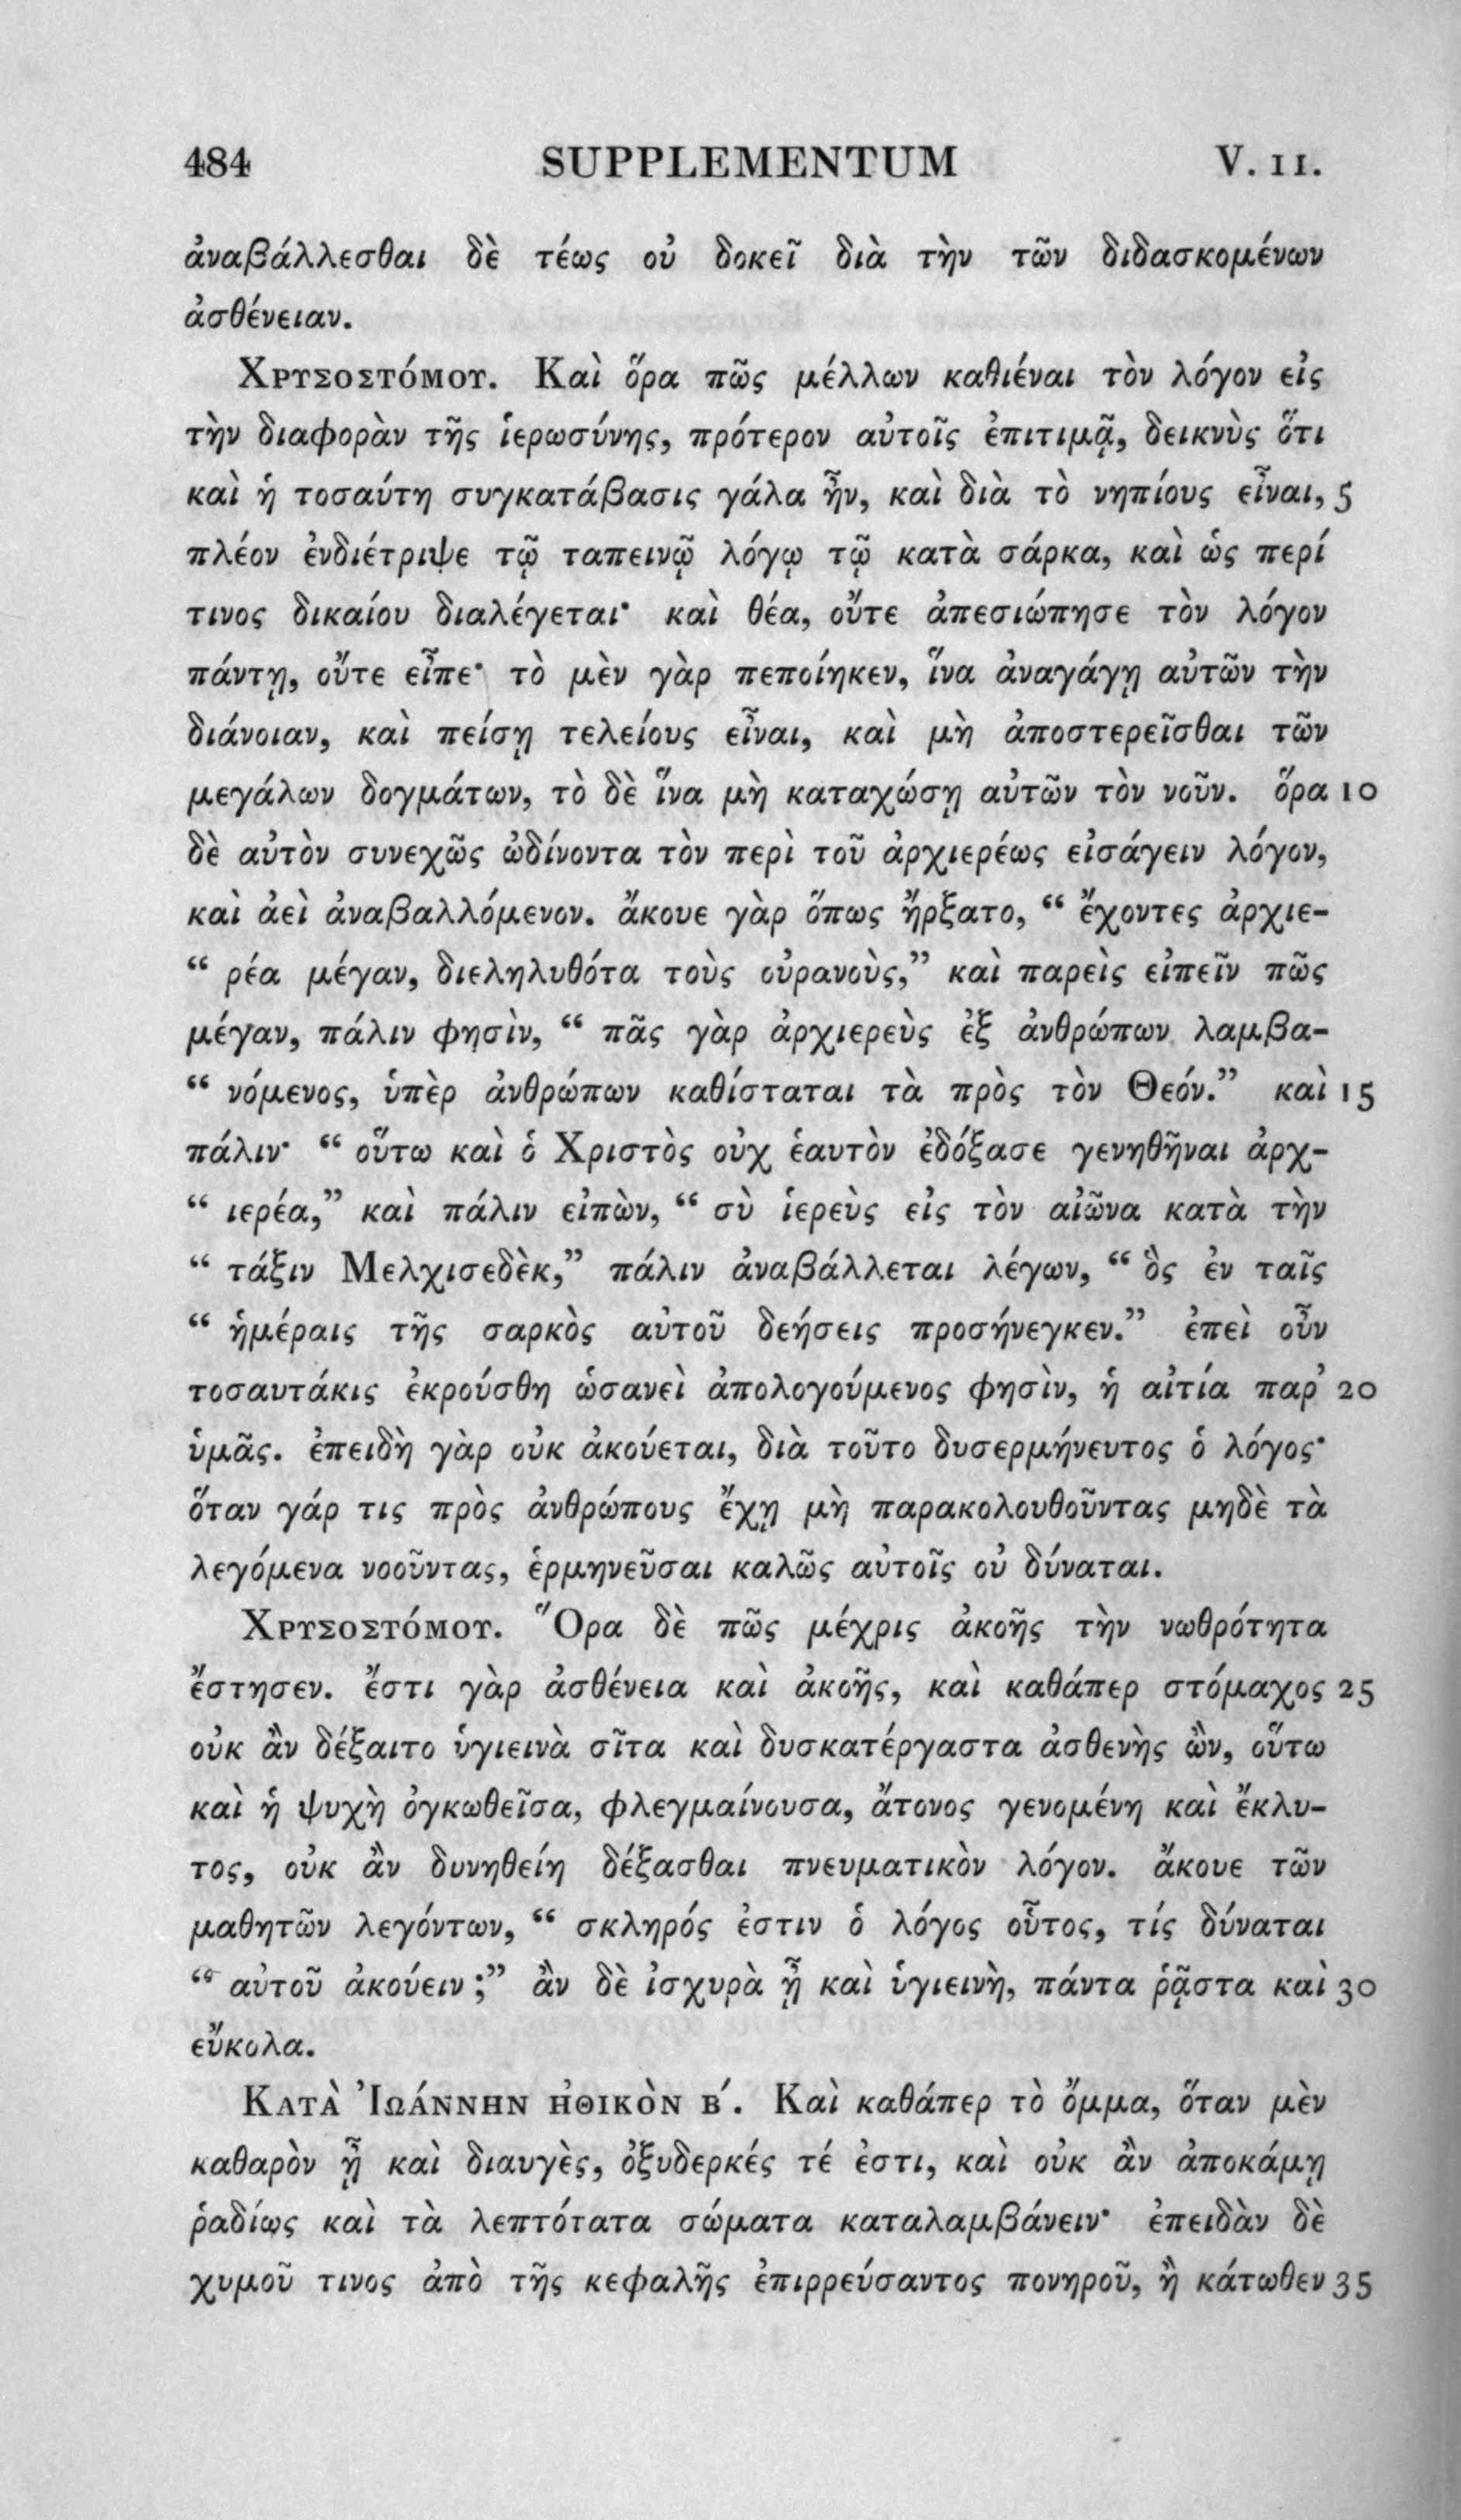 484 SUPPLEMENTUM V. 11.
ἀναβάλλεσθαι δὲ τέως οὐ δοκεῖ διὰ τὴν τῶν διδασκομένων
ἀσθένειαν.
ΧΡΥΣΟΣΤΌΜΟΥ. Καὶ ὅρα πῶς μέλλων καθιέναι τὸν λόγον εἰς
τὴν διαφορὰν τῆς ἱερωσύνης, πρότερον αὐτοῖς ἐπιτιμᾷ, δεικνὺς ὅτι
καὶ ἡ τοσαύτη συγκατάβασις γάλα ἦν, καὶ διὰ τὸ νηπίους εἶναι, 5
πλέον ἐνδιέτριψε τῷ ταπεινῷ λόγῳ τῷ κατὰ σάρκα, καὶ ὡς περί
τινος δικαίου διαλέγεται· καὶ θέα, οὔτε ἀπεσιώπησε τὸν λόγον
πάντῃ, οὔτε εἶπε· τὸ μὲν γὰρ πεποίηκεν, ἵνα ἀναγάγῃ αὐτῶν τὴν
διάνοιαν, καὶ πείσῃ τελείους εἶναι, καὶ μὴ ἀποστερεῖσθαι τῶν
μεγάλων δογμάτων, τὸ δὲ ἵνα μὴ καταχώσῃ αὐτῶν τὸν νοῦν. ὅρα 10
δὲ αὐτὸν συνεχῶς ὠδίνοντα τὸν περὶ τοῦ ἀρχιερέως εἰσάγειν λόγον,
καὶ ἀεὶ ἀναβαλλόμενον. ἄκουε γὰρ ὅπως ἤρξατο, “ ἔχοντες ἀρχιε-
“ ρέα μέγαν, διεληλυθότα τοὺς οὐρανοὺς,” καὶ παρεὶς εἰπεῖν πῶς
μέγαν, πάλιν φησὶν, “ πᾶς γὰρ ἀρχιερεὺς ἐξ ἀνθρώπων λαμβα-
“ νόμενος, ὑπὲρ ἀνθρώπων καθίσταται τὰ πρὸς τὸν Θεόν.” καὶ 15
πάλιν· “ οὕτω καὶ ὁ Χριστὸς οὐχ ἑαυτὸν ἐδόξασε γενηθῆναι ἀρχ-
“ ιερέα,” καὶ πάλιν εἰπὼν, “ σὺ ἱερεὺς εἰς τὸν αἰῶνα κατὰ τὴν
“ τάξιν Μελχισεδὲκ,” πάλιν ἀναβάλλεται λέγων, “ ὃς ἐν ταῖς
“ ἡμέραις τῆς σαρκὸς αὐτοῦ δεήσεις προσήνεγκεν.” ἐπεὶ οὖν
τοσαυτάκις ἐκρούσθη ὡσανεὶ ἀπολογούμενος φησὶν, ἡ αἰτία παρ’ 20
ὑμᾶς. ἐπειδὴ γὰρ οὐκ ἀκούεται, διὰ τοῦτο δυσερμήνευτος ὁ λόγος·
ὅταν γάρ τις πρὸς ἀνθρώπους ἔχῃ μὴ παρακολουθοῦντας μηδὲ τὰ
λεγόμενα νοοῦντας, ἑρμηνεῦσαι καλῶς αὐτοῖς οὐ δύναται.
ΧΡΥΣΟΣΤΌΜΟΥ. Ὅρα δὲ πῶς μέχρις ἀκοῆς τὴν νωθρότητα
ἔστησεν. ἔστι γὰρ ἀσθένεια καὶ ἀκοῆς, καὶ καθάπερ στόμαχος 25
οὐκ ἂν δέξαιτο ὑγιεινὰ σῖτα καὶ δυσκατέργαστα ἀσθενὴς ὢν, οὕτω
καὶ ἡ ψυχὴ ὀγκωθεῖσα, φλεγμαίνουσα, ἄτονος γενομένη καὶ ἔκλυ-
τος, οὐκ ἂν δυνηθείη δέξασθαι πνευματικὸν λόγον. ἄκουε τῶν
μαθητῶν λεγόντων, “ σκληρός ἐστιν ὁ λόγος οὗτος, τίς δύναται
“ αὐτοῦ ἀκούειν ;” ἂν δὲ ἰσχυρὰ ᾖ καὶ ὑγιεινὴ, πάντα ῥᾷστα καὶ 30
εὔκολα.
ΚΑΤᾺ ἸΩΆΝΝΗΝ ἨΘΙΚῸΝ Β΄. Καὶ καθάπερ τὸ ὄμμα, ὅταν μὲν
καθαρὸν ᾖ καὶ διαυγὲς, ὀξυδερκές τέ ἐστι, καὶ οὐκ ἂν ἀποκάμῃ
ῥαδίως καὶ τὰ λεπτότατα σώματα καταλαμβάνειν· ἐπειδὰν δὲ
χυμοῦ τινος ἀπὸ τῆς κεφαλῆς ἐπιρρεύσαντος πονηροῦ, ἢ κάτωθεν 35